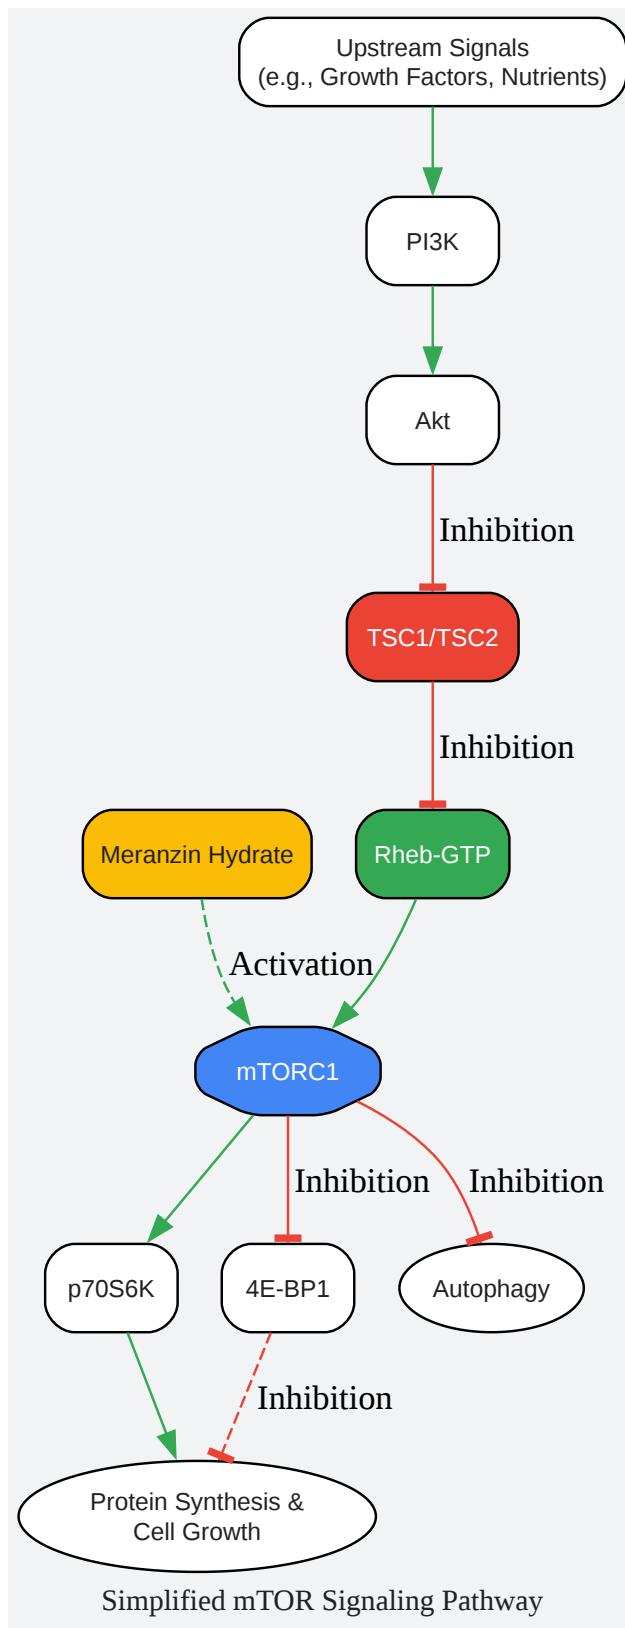 Upstream Signals
(e.g., Growth Factors, Nutrients)
PI3K
Akt
Inhibition
TSC1/TSC2
Inhibition
Meranzin Hydrate
Rheb-GTP
Activation
mTORC1
Inhibition
Inhibition
p70S6K
4E-BP1
Autophagy
Inhibition
Protein Synthesis &
Cell Growth
Simplified mTOR Signaling Pathway